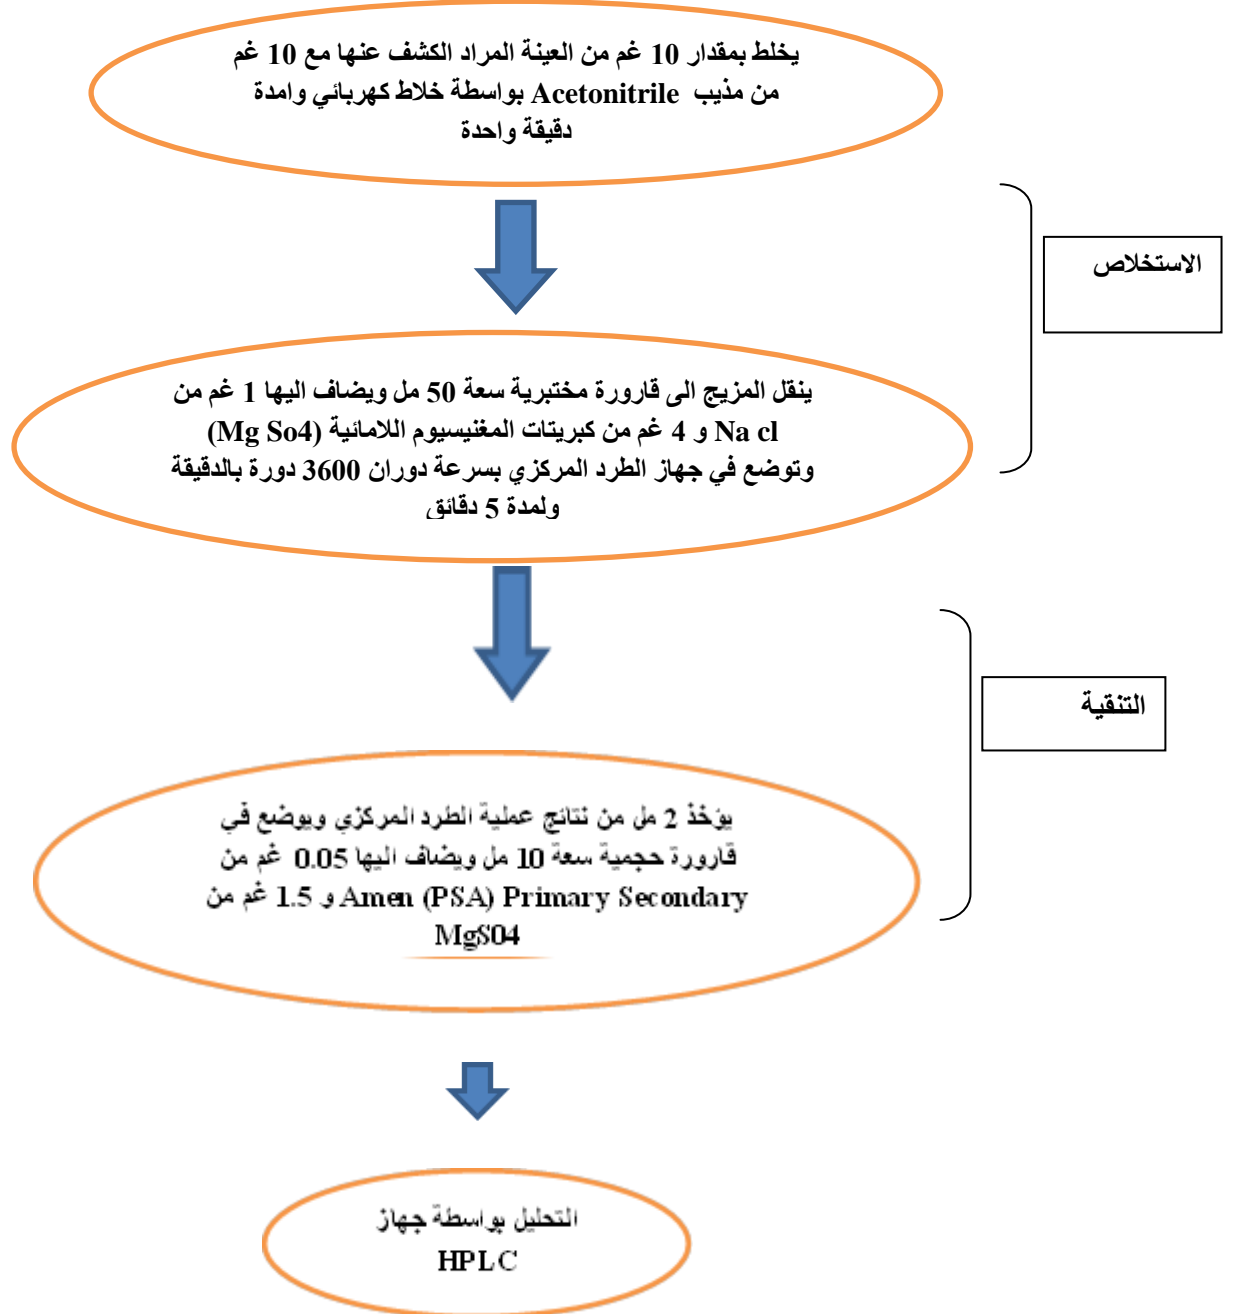 يخلط بمقدار 10 غم من العينة المراد الكشف عنها مع 10 غم
من مذيب Acetonitrile بواسطة خلاط كهربائي وامدة
دقيقة واحدة
الاستخلاص
ينقل المزيج الى قارورة مختبرية سعة 50 مل ويضاف اليها 1 غم من
Na cl و 4 غم من كبريتات المغنيسيوم اللامائية (Mg So4)
وتوضع في جهاز الطرد المركزي بسرعة دوران 3600 دورة بالدقيقة
ولمدة 5 دقائق
التنقية
يؤخذ 2 مل من نتائج عملية الطرد المركزي ويوضع في
قارورة حجمية سعة 10 مل ويضاف اليها 0.05 غم من
Amen (PSA) Primary Secondary و 1.5 غم من
MgS04
التحليل بواسطة جهاز
HPLC